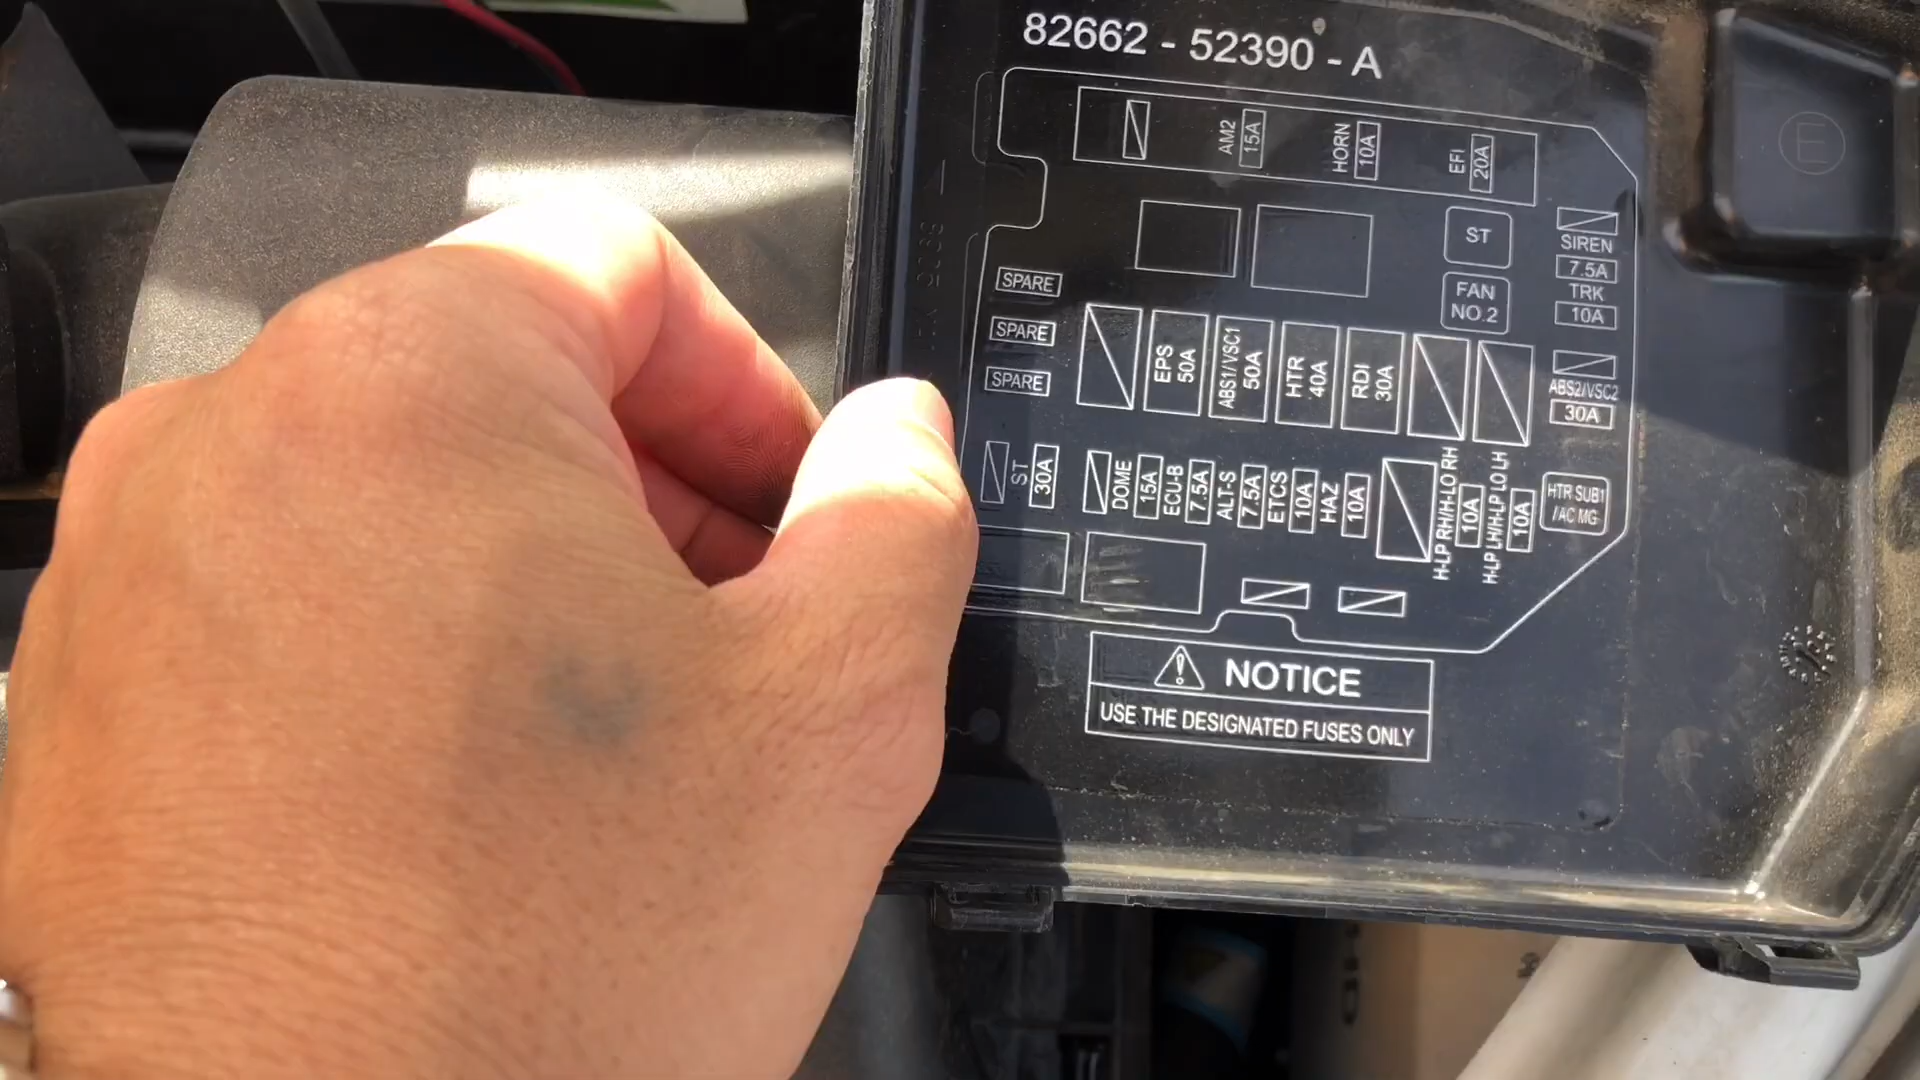 82662 - 52390 - A
AM2
15A
HORN
10A
EFI
20A
ST
SIREN
7.5A
TRK
10A
FAN
NO.2
SPARE
SPARE
SPARE
EPS
50A
ABS1/VSC1
50A
HTR
40A
RDI
30A
ABS2/VSC2
30A
ST
30A
DOME
15A
ECU-B
7.5A
ALT-S
7.5A
ETCS
10A
HAZ
10A
H-LP RH/H-LO RH
10A
H-LP LH/H-LP LO LH
10A
HTR SUB1
/AC MG
NOTICE
USE THE DESIGNATED FUSES ONLY
E